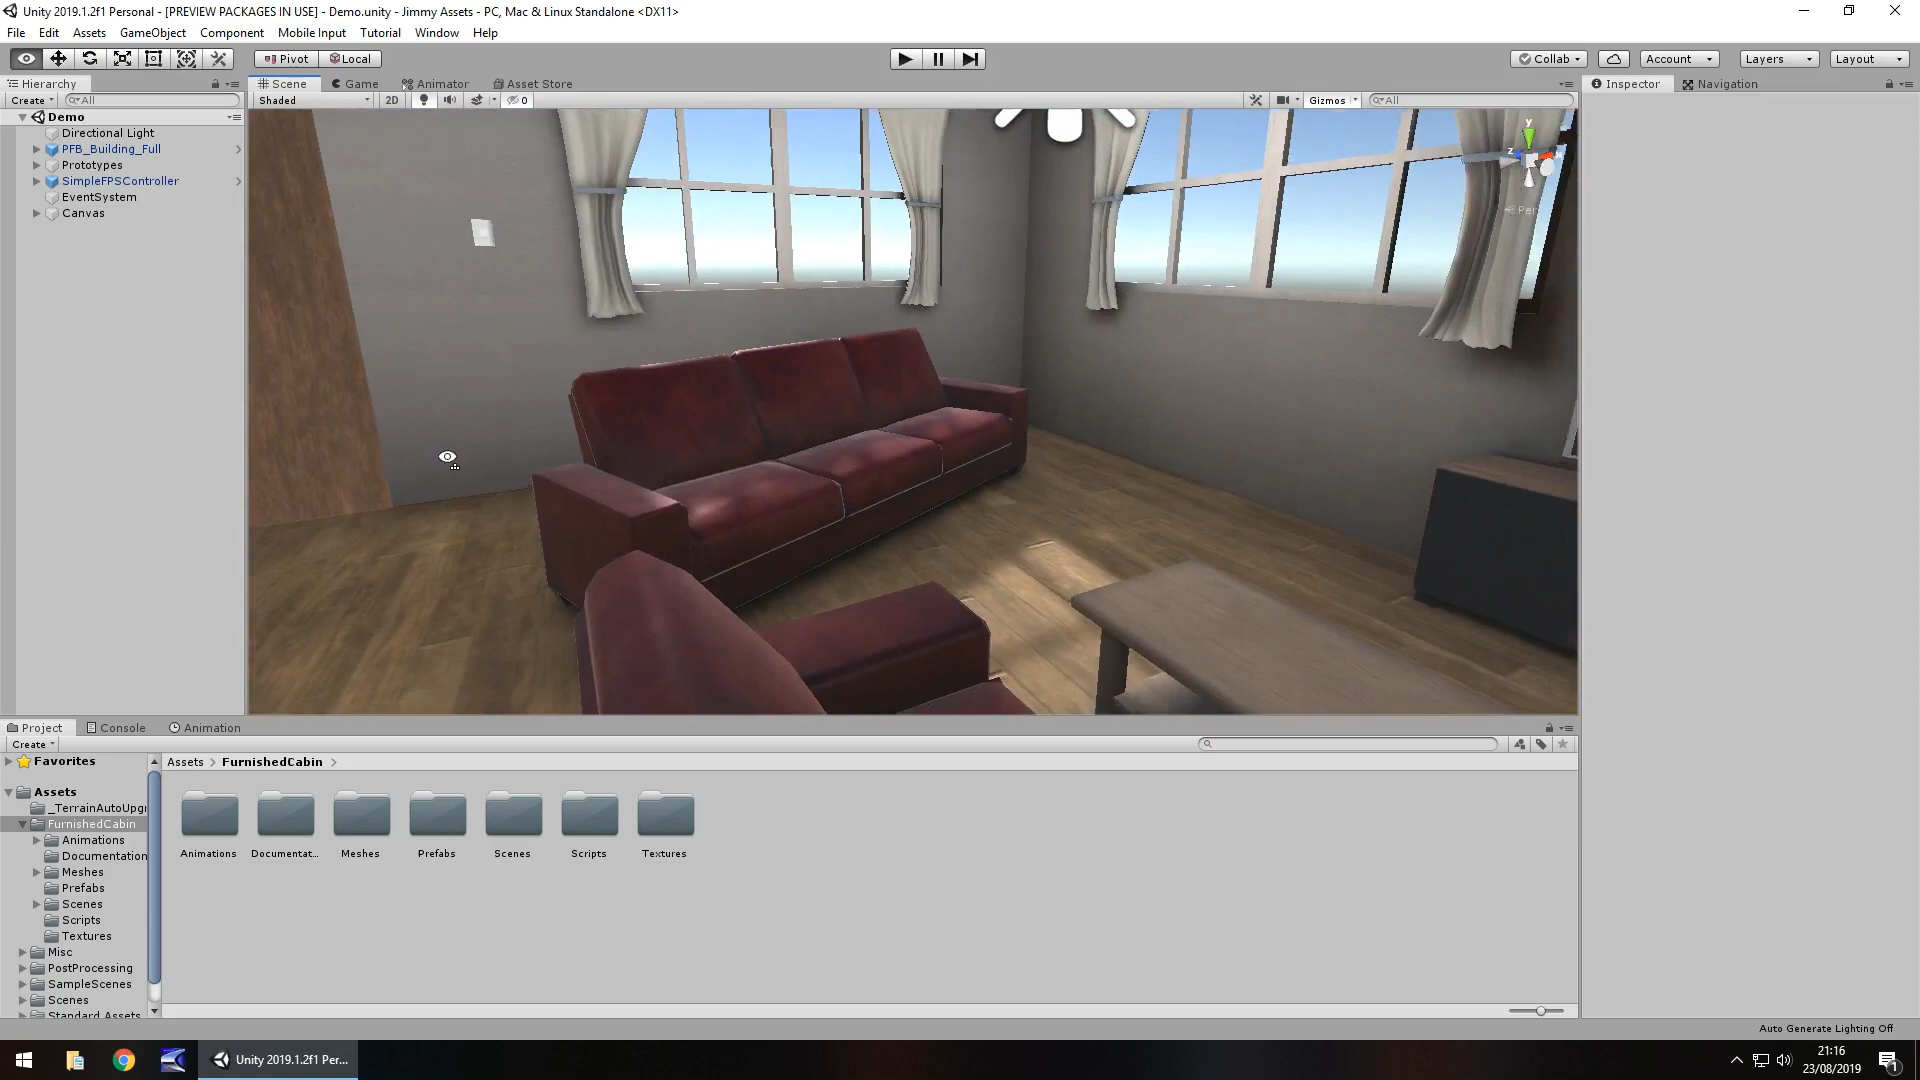 Unity 2019.1.2f1 Personal - [PREVIEW PACKAGES IN USE] - Demo.unity - Jimmy Assets - PC, Mac & Linux Standalone <DX11>
File Edit Assets GameObject Component Mobile Input Tutorial Window Help
Pivot Local Collab Account Layers Layout
Hierarchy Scene Game Animator Asset Store Inspector Navigation
Create All Shaded 2D 0 Gizmos All
Demo
Directional Light
PFB_Building_Full
Prototypes
SimpleFPSController
EventSystem
Canvas
y
z
Project Console Animation
Create
Favorites
Assets > FurnishedCabin >
Assets
_TerrainAutoUpgr
FurnishedCabin
Animations
Documentation
Meshes
Prefabs
Scenes
Scripts
Textures
Misc
PostProcessing
SampleScenes
Scenes
Standard Assets
Animations Documentat... Meshes Prefabs Scenes Scripts Textures
Auto Generate Lighting Off
Unity 2019.1.2f1 Per...
21:16
23/08/2019
1